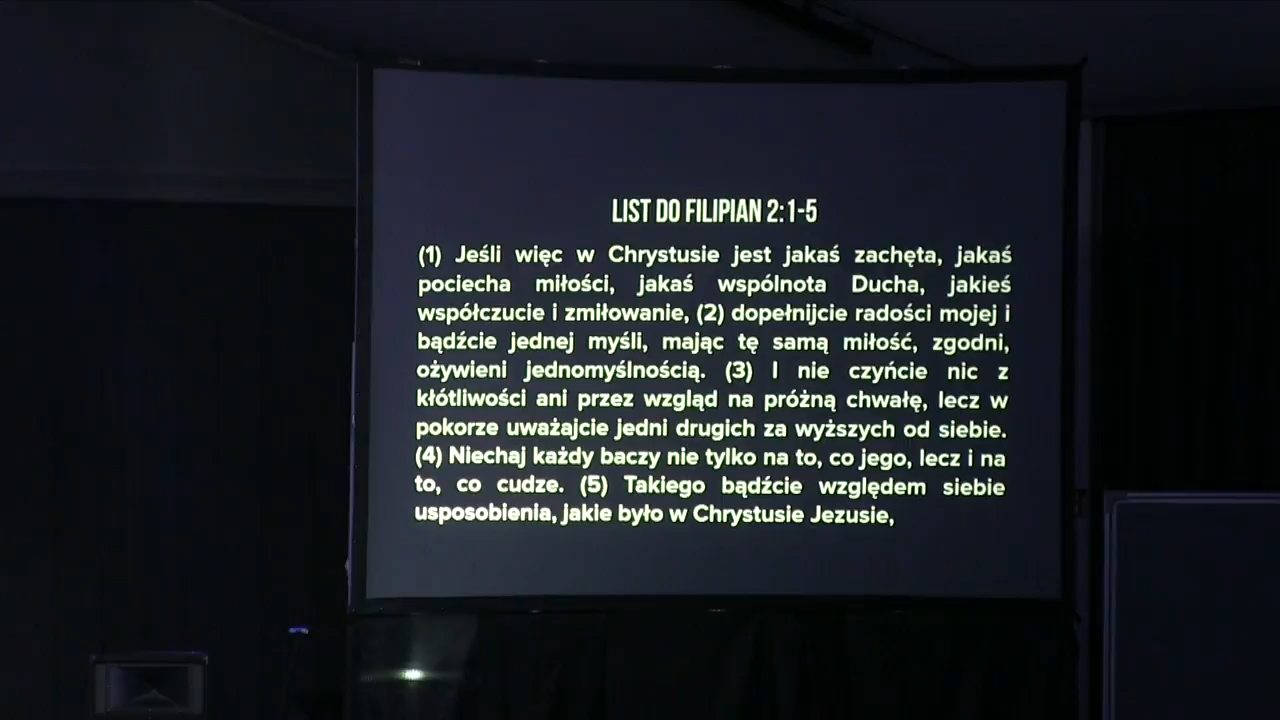 LIST DO FILIPIAN 2:1-5
(1) Jeśli więc w Chrystusie jest jakaś zachęta, jakaś
pociecha miłości, jakaś wspólnota Ducha, jakieś
współczucie i zmiłowanie, (2) dopełnijcie radości mojej i
bądźcie jednej myśli, mając tę samą miłość, zgodni,
ożywieni jednomyślnością. (3) I nie czyńcie nic z
kłótliwości ani przez wzgląd na próżną chwałę, lecz w
pokorze uważajcie jedni drugich za wyższych od siebie.
(4) Niechaj każdy baczy nie tylko na to, co jego, lecz i na
to, co cudze. (5) Takiego bądźcie względem siebie
usposobienia, jakie było w Chrystusie Jezusie,